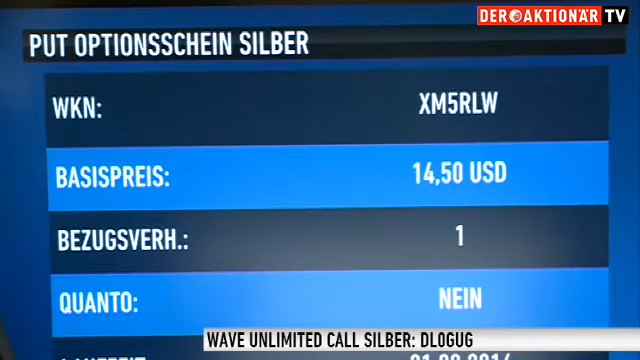 DER AKTIONÄR TV
PUT OPTIONSSCHEIN SILBER
WKN: XM5RLW
BASISPREIS: 14,50 USD
BEZUGSVERH.: 1
QUANTO: NEIN
WAVE UNLIMITED CALL SILBER: DL0GUG